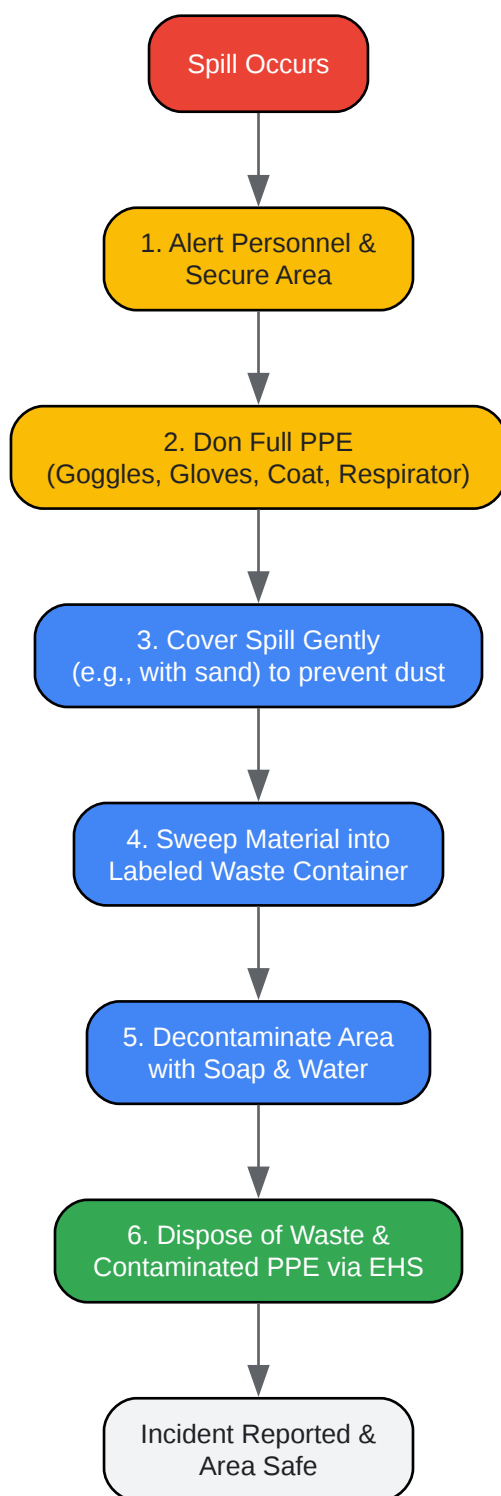 Spill Occurs
1. Alert Personnel &
Secure Area
2. Don Full PPE
(Goggles, Gloves, Coat, Respirator)
3. Cover Spill Gently
(e.g., with sand) to prevent dust
4. Sweep Material into
Labeled Waste Container
5. Decontaminate Area
with Soap & Water
6. Dispose of Waste &
Contaminated PPE via EHS
Incident Reported &
Area Safe